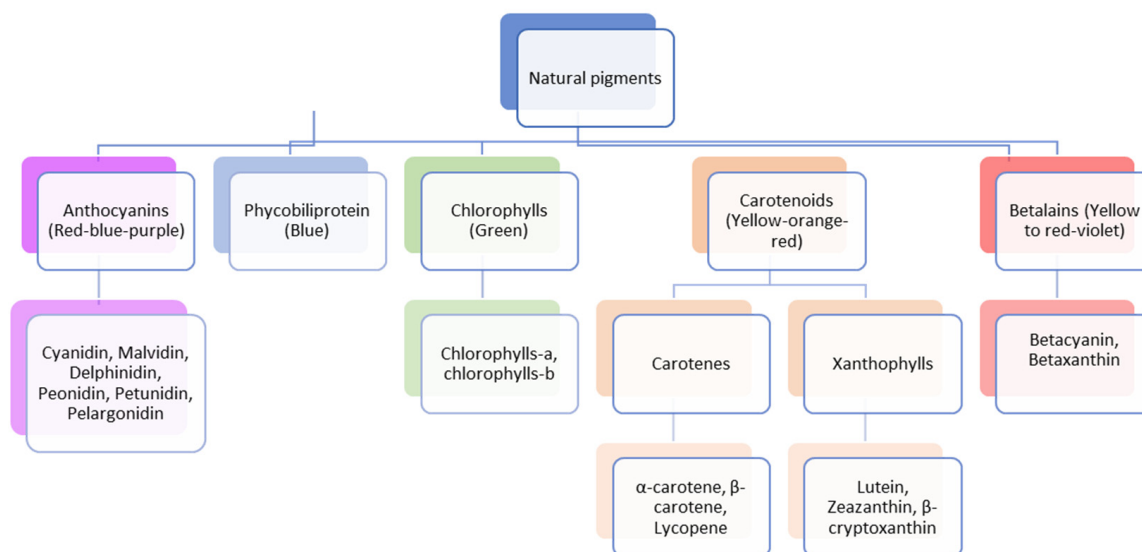 Natural pigments
Anthocyanins
(Red-blue-purple)
Phycobiliprotein
(Blue)
Chlorophylls
(Green)
Carotenoids
(Yellow-orange-
red)
Betalains (Yellow
to red-violet)
Cyanidin, Malvidin,
Delphinidin,
Peonidin, Petunidin,
Pelargonidin
Chlorophylls-a,
chlorophylls-b
Carotenes
Xanthophylls
Betacyanin,
Betaxanthin
α-carotene, β-
carotene,
Lycopene
Lutein,
Zeazanthin, β-
cryptoxanthin